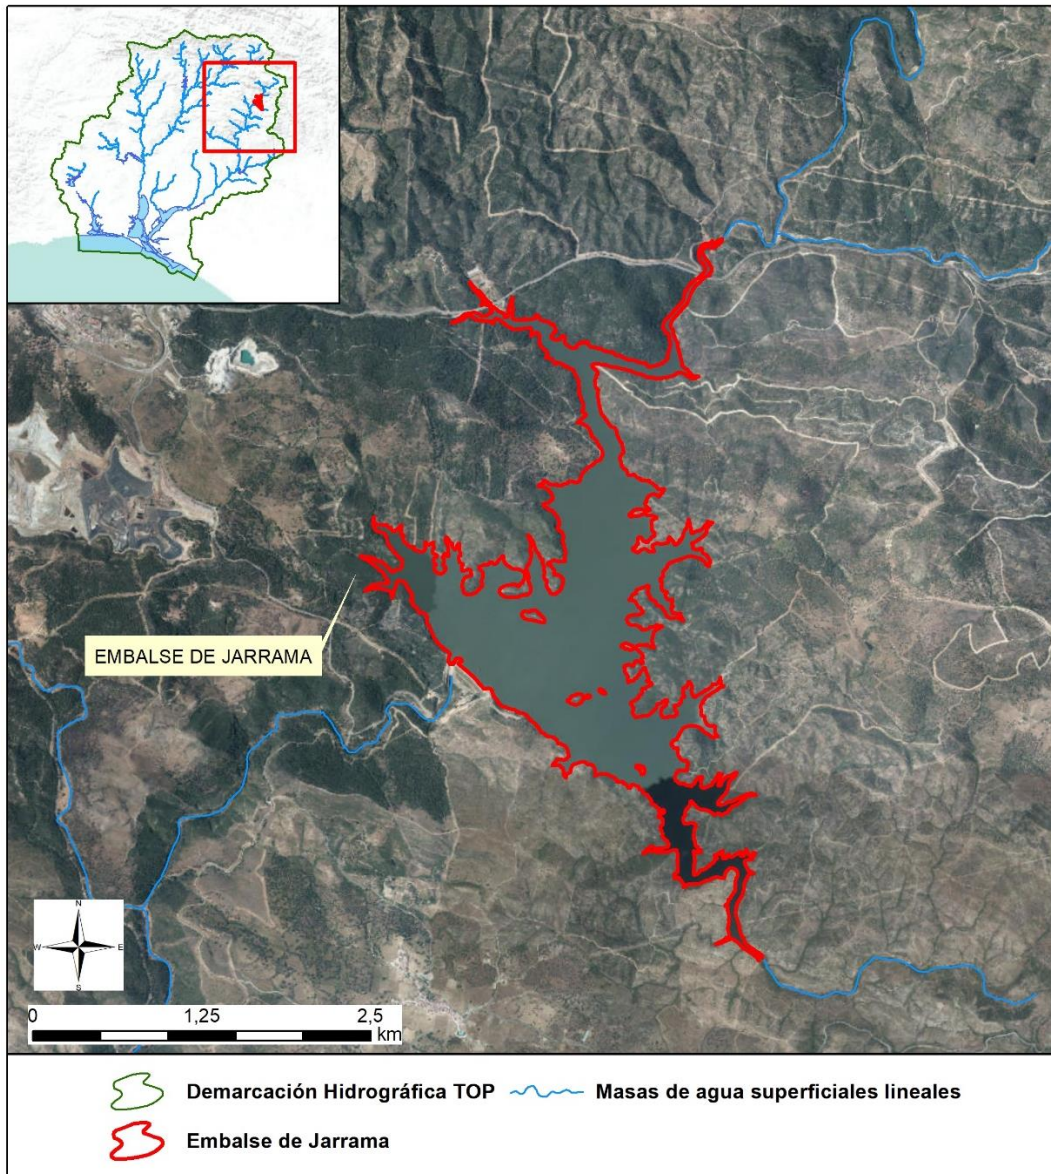 EMBALSE DE JARRAMA
N
W
E
S
0
1,25
2,5
km
Demarcación Hidrográfica TOP
Masas de agua superficiales lineales
Embalse de Jarrama